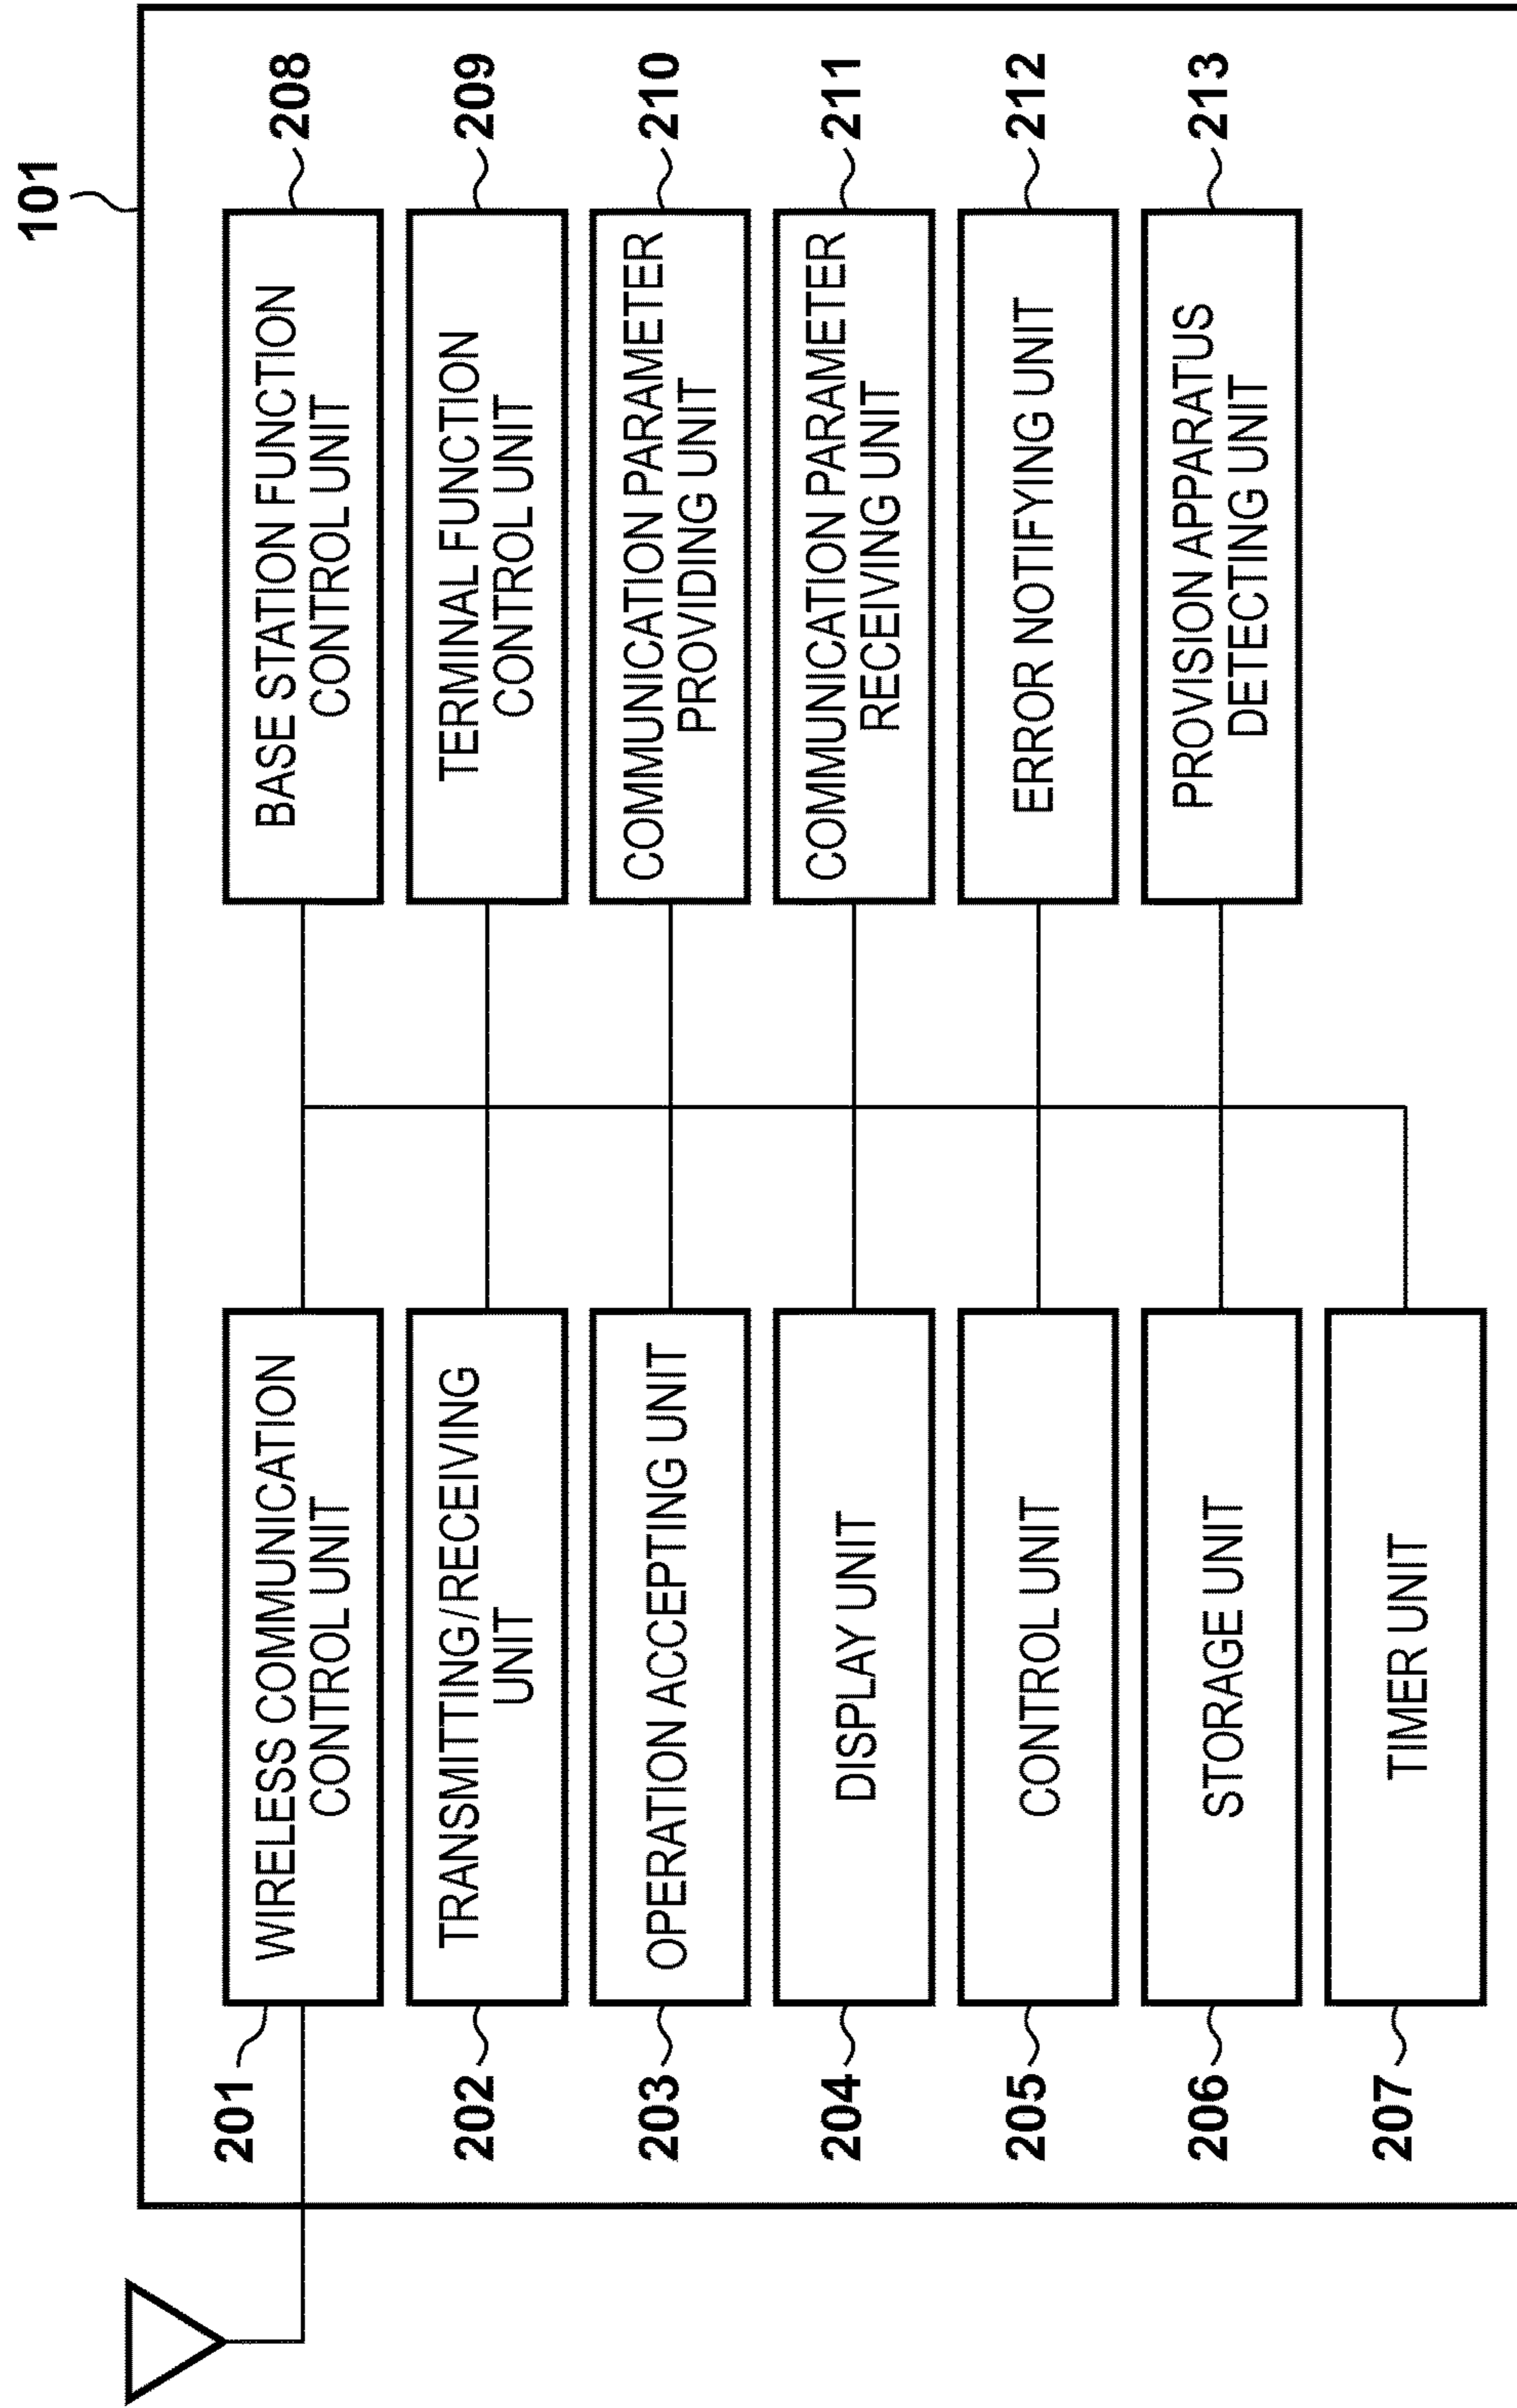 101
201
WIRELESS COMMUNICATION
CONTROL UNIT
202
TRANSMITTING/RECEIVING
UNIT
203
OPERATION ACCEPTING UNIT
204
DISPLAY UNIT
205
CONTROL UNIT
206
STORAGE UNIT
207
TIMER UNIT
BASE STATION FUNCTION
CONTROL UNIT
208
TERMINAL FUNCTION
CONTROL UNIT
209
COMMUNICATION PARAMETER
PROVIDING UNIT
210
COMMUNICATION PARAMETER
RECEIVING UNIT
211
ERROR NOTIFYING UNIT
212
PROVISION APPARATUS
DETECTING UNIT
213